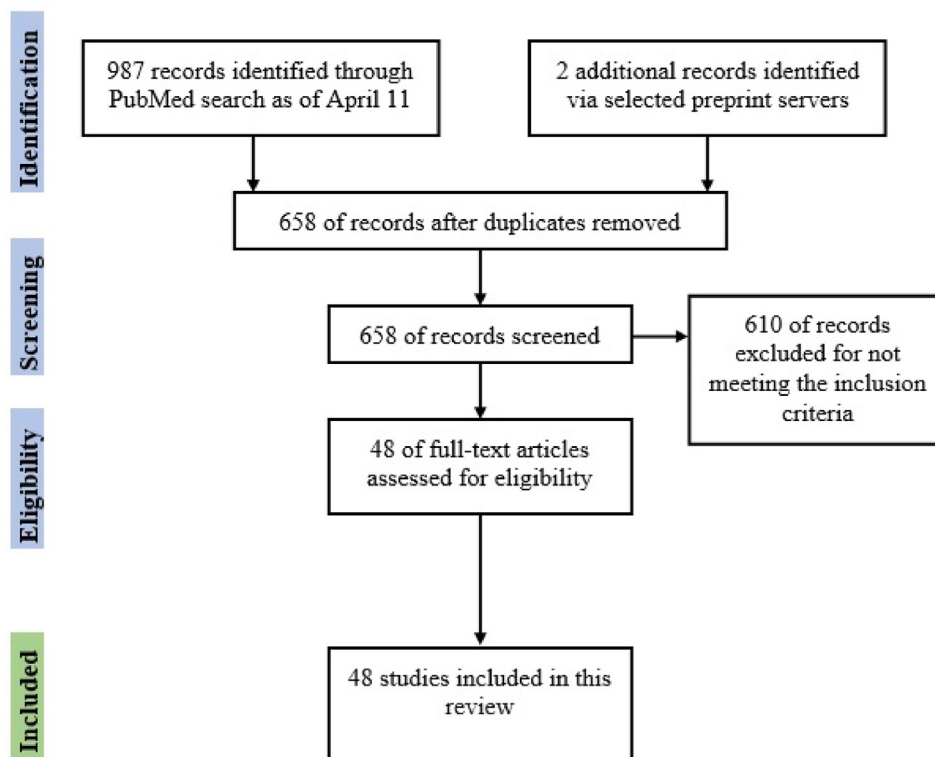 Identification
987 records identified through
PubMed search as of April 11
2 additional records identified
via selected preprint servers
658 of records after duplicates removed
Screening
658 of records screened
610 of records
excluded for not
meeting the inclusion
criteria
Eligibility
48 of full-text articles
assessed for eligibility
Included
48 studies included in this
review